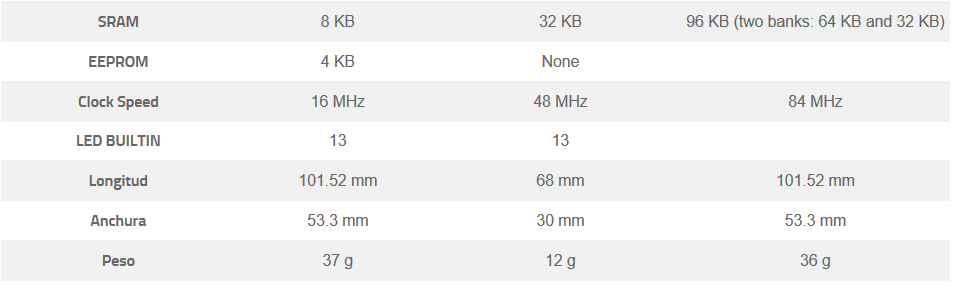 SRAM 8 KB 32 KB 96 KB (two banks: 64 KB and 32 KB)
EEPROM 4 KB None
Clock Speed 16 MHz 48 MHz 84 MHz
LED BUILTIN 13 13
Longitud 101.52 mm 68 mm 101.52 mm
Anchura 53.3 mm 30 mm 53.3 mm
Peso 37 g 12 g 36 g